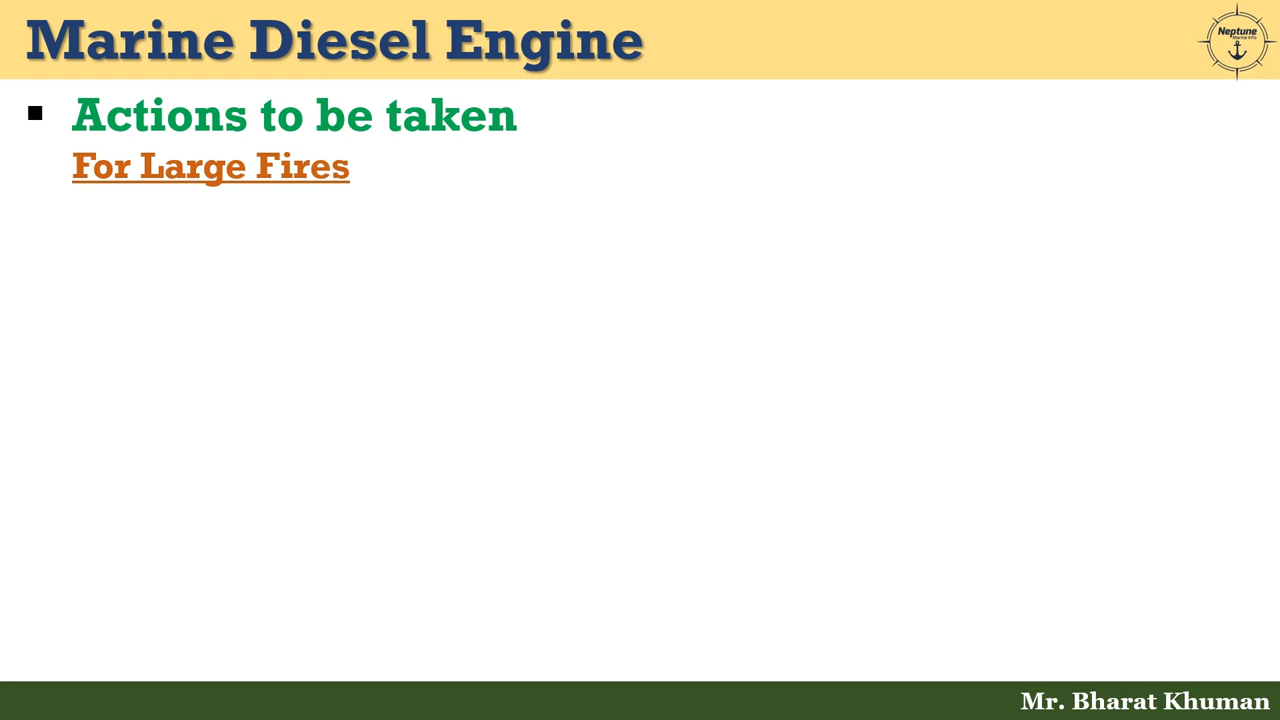 Marine Diesel Engine
Neptune
Marine Info
▪ Actions to be taken
For Large Fires
Mr. Bharat Khuman